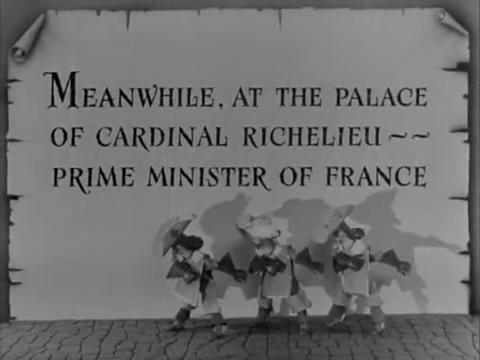 MEANWHILE, AT THE PALACE
OF CARDINAL RICHELIEU~~
PRIME MINISTER OF FRANCE